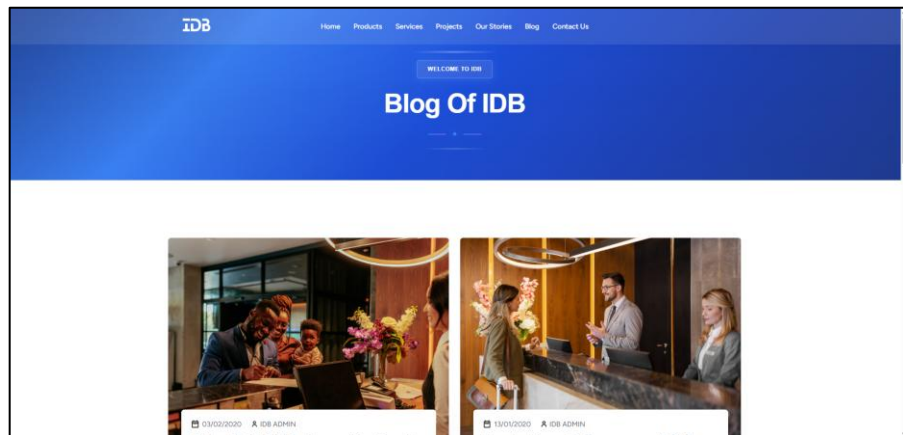 IDB
Home Products Services Projects Our Stories Blog Contact Us
WELCOME TO IDB
Blog Of IDB
03/02/2020 IDB ADMIN
13/01/2020 IDB ADMIN